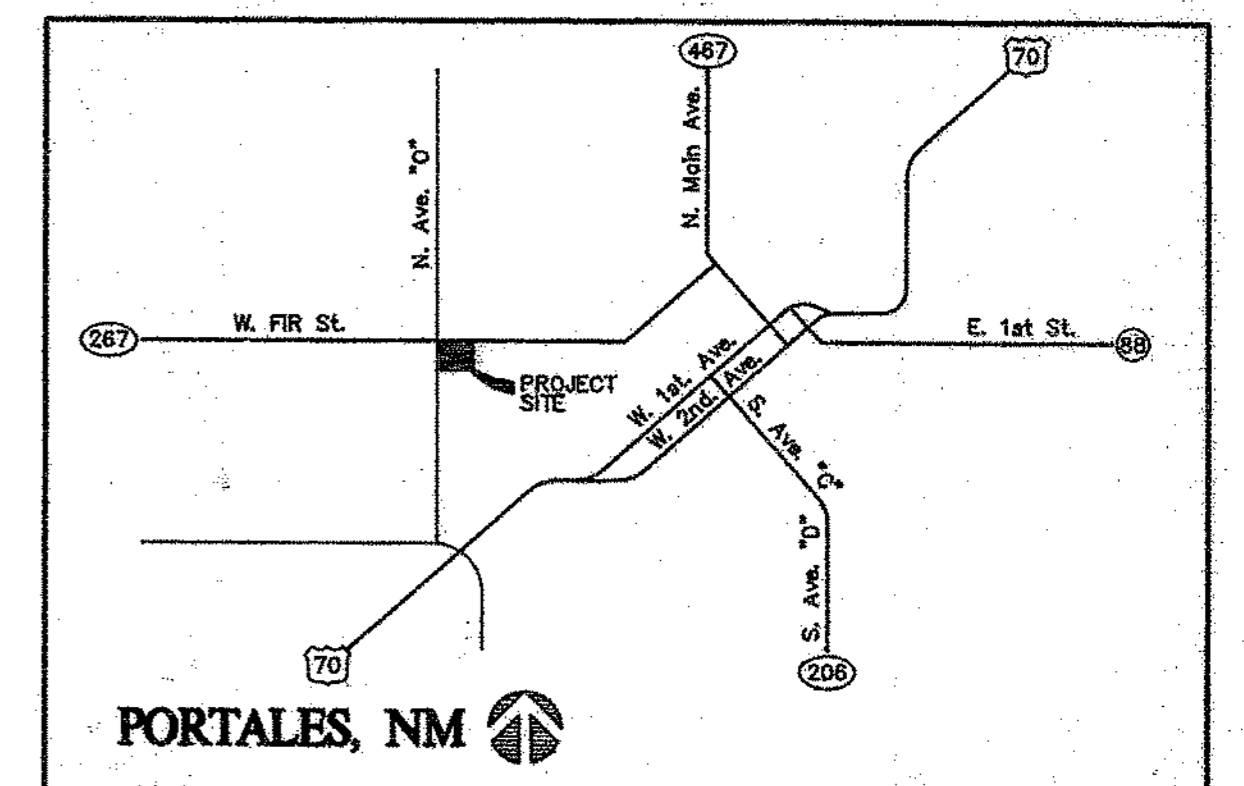 467
70
N. Main Ave.
N. Ave. "O"
267
W. FIR St.
E. 1st St.
88
PROJECT
SITE
W. 1st. Ave.
W. 2nd. Ave.
S. Ave. "C"
S. Ave. "D"
70
206
PORTALES, NM